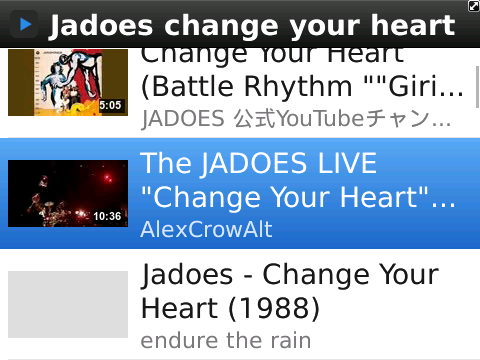 Jadoes change your heart
Change Your Heart
(Battle Rhythm ""Giri...
5:05
JADOES 公式YouTubeチャン...
The JADOES LIVE
"Change Your Heart"...
10:36
AlexCrowAlt
Jadoes - Change Your
Heart (1988)
endure the rain